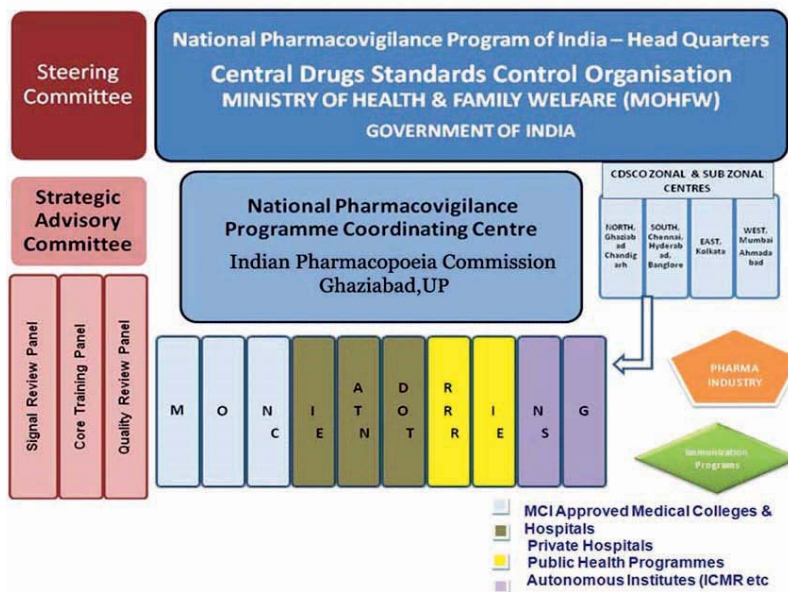 Steering
Committee
National Pharmacovigilance Program of India – Head Quarters
Central Drugs Standards Control Organisation
MINISTRY OF HEALTH & FAMILY WELFARE (MOHFW)
GOVERNMENT OF INDIA
Strategic
Advisory
Committee
National Pharmacovigilance
Programme Coordinating Centre
Indian Pharmacopoeia Commission
Ghaziabad,UP
CDSCO ZONAL & SUB ZONAL
CENTRES
NORTH,
Ghaziab
ad
Chandig
arh
SOUTH,
Chennai,
Hyderab
ad,
Banglore
EAST,
Kolkata
WEST,
Mumbai
Ahmada
bad
Signal Review Panel
Core Training Panel
Quality Review Panel
M
O
N
C
I
E
A
T
N
D
O
T
R
R
R
I
E
N
S
G
PHARMA
INDUSTRY
Immunization
Programs
MCI Approved Medical Colleges &
Hospitals
Private Hospitals
Public Health Programmes
Autonomous Institutes (ICMR etc